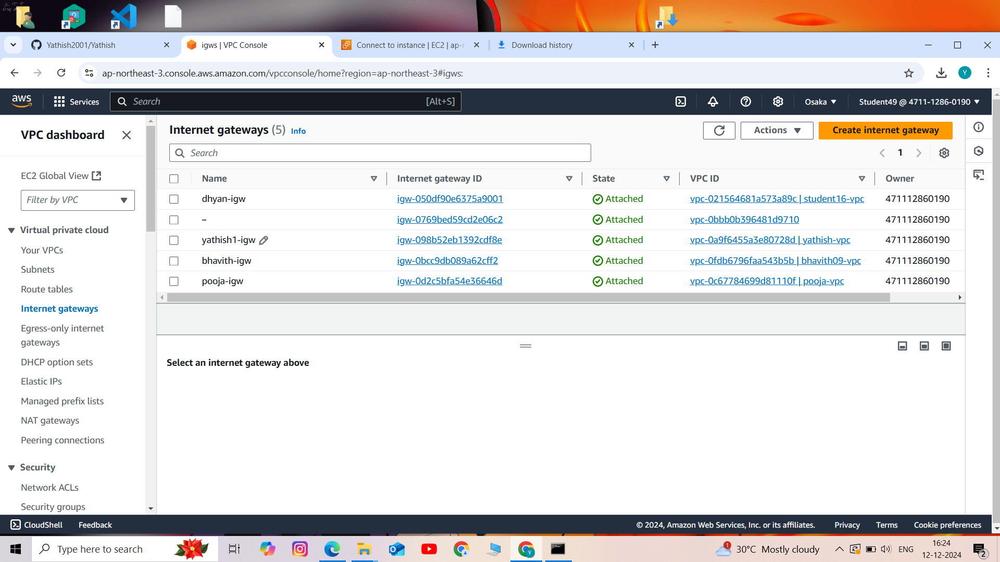 Yathish2001/Yathish
igws | VPC Console
Connect to instance | EC2 | ap-n
Download history
ap-northeast-3.console.aws.amazon.com/vpcconsole/home?region=ap-northeast-3#igws:
Y
aws
Services
Search
[Alt+S]
Osaka
Student49 @ 4711-1286-0190
VPC dashboard
EC2 Global View
Filter by VPC
Virtual private cloud
Your VPCs
Subnets
Route tables
Internet gateways
Egress-only internet
gateways
DHCP option sets
Elastic IPs
Managed prefix lists
NAT gateways
Peering connections
Security
Network ACLs
Security groups
Internet gateways (5) Info
Actions
Create internet gateway
Search
1
Name Internet gateway ID State VPC ID Owner
dhyan-igw igw-050df90e6375a9001 Attached vpc-021564681a573a89c | student16-vpc 471112860190
– igw-0769bed59cd2e06c2 Attached vpc-0bbb0b396481d9710 471112860190
yathish1-igw igw-098b52eb1392cdf8e Attached vpc-0a9f6455a3e80728d | yathish-vpc 471112860190
bhavith-igw igw-0bcc9db089a62cff2 Attached vpc-0fdb6796faa543b5b | bhavith09-vpc 471112860190
pooja-igw igw-0d2c5bfa54e36646d Attached vpc-0c67784699d81110f | pooja-vpc 471112860190
Select an internet gateway above
CloudShell
Feedback
© 2024, Amazon Web Services, Inc. or its affiliates.
Privacy
Terms
Cookie preferences
Type here to search
1
30°C Mostly cloudy
ENG
16:24
12-12-2024
2